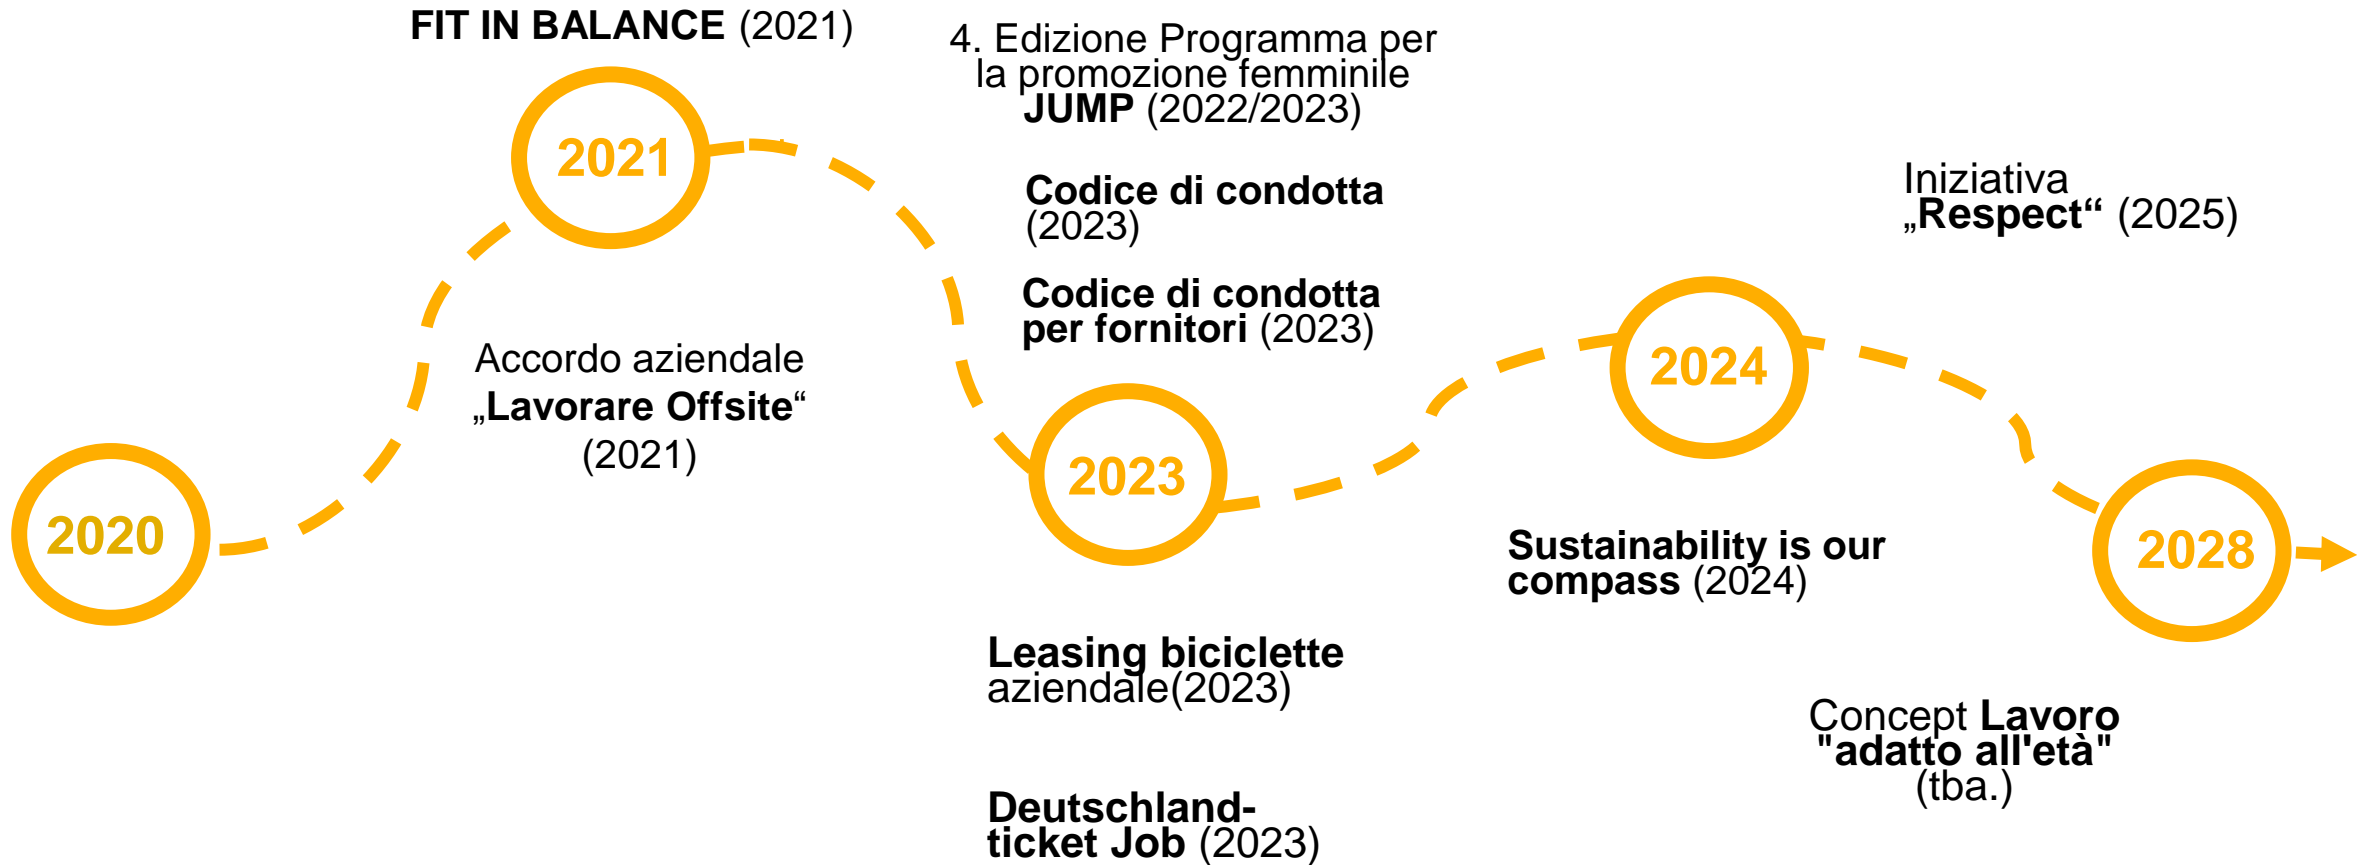 FIT IN BALANCE (2021)
4. Edizione Programma per
la promozione femminile
JUMP (2022/2023)
2021
Codice di condotta
(2023)
Iniziativa
„Respect“ (2025)
Codice di condotta
per fornitori (2023)
Accordo aziendale
„Lavorare Offsite“
(2021)
2024
2023
2020
Sustainability is our
compass (2024)
2028
Leasing biciclette
aziendale(2023)
Concept Lavoro
"adatto all'età"
(tba.)
Deutschland-
ticket Job (2023)